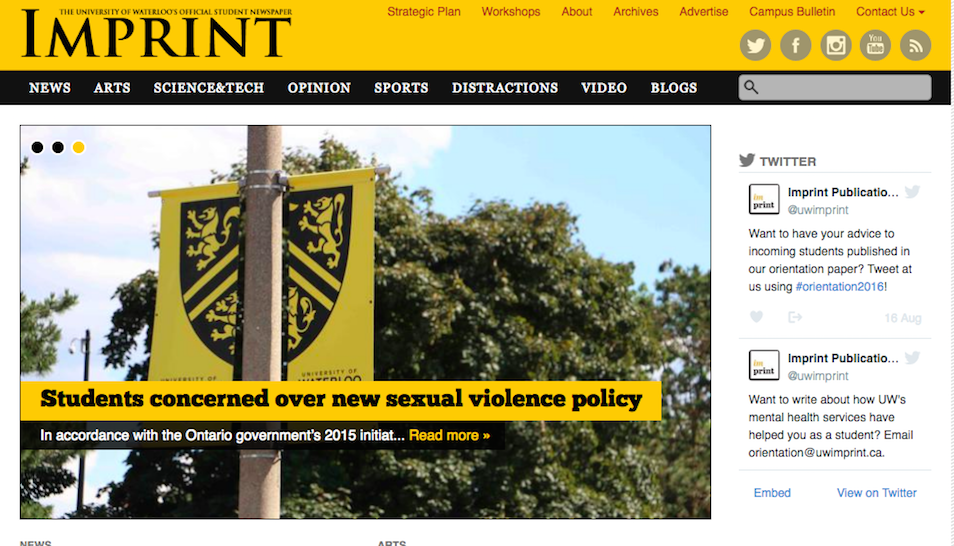 THE UNIVERSITY OF WATERLOO'S OFFICIAL STUDENT NEWSPAPER
IMPRINT
Strategic Plan Workshops About Archives Advertise Campus Bulletin Contact Us
You Tube
NEWS ARTS SCIENCE&TECH OPINION SPORTS DISTRACTIONS VIDEO BLOGS
UNIVERSITY OF
UNIVERSITY OF
WATERLOO
Students concerned over new sexual violence policy
In accordance with the Ontario government's 2015 initiat... Read more »
TWITTER
im print
Imprint Publicatio...
@uwimprint
Want to have your advice to
incoming students published in
our orientation paper? Tweet at
us using #orientation2016!
16 Aug
im print
Imprint Publicatio...
@uwimprint
Want to write about how UW's
mental health services have
helped you as a student? Email
orientation@uwimprint.ca.
Embed View on Twitter
NEWS ARTS